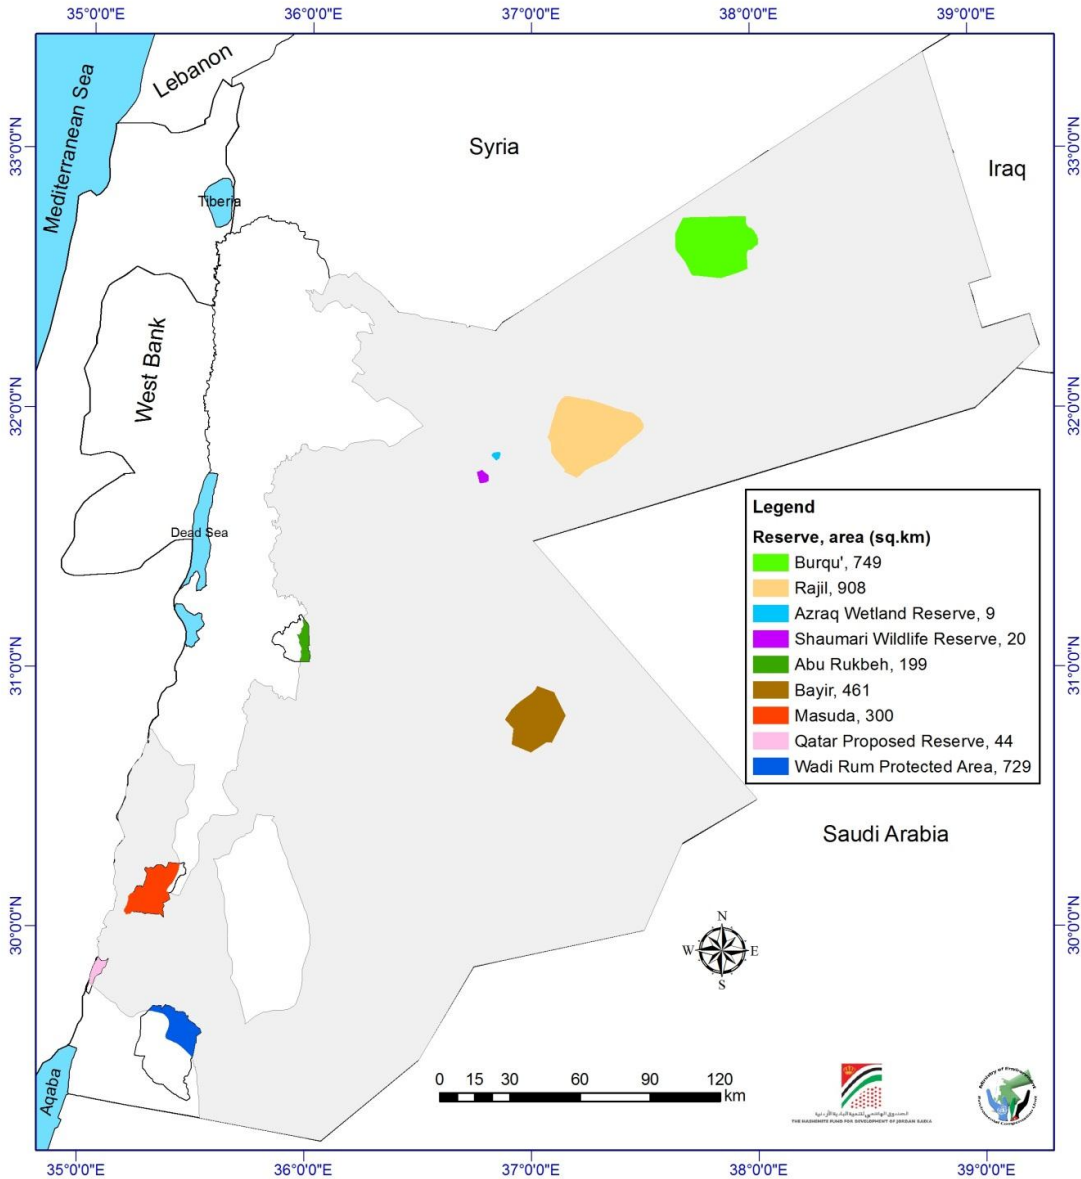 35°0'0"E 36°0'0"E 37°0'0"E 38°0'0"E 39°0'0"E
Lebanon
Mediterranean Sea
Syria
Iraq
33°0'0"N
33°0'0"N
Tiberia
West Bank
32°0'0"N
32°0'0"N
Dead Sea
Legend
Reserve, area (sq.km)
Burqu', 749
Rajil, 908
Azraq Wetland Reserve, 9
Shaumari Wildlife Reserve, 20
Abu Rukbeh, 199
Bayir, 461
Masuda, 300
Qatar Proposed Reserve, 44
Wadi Rum Protected Area, 729
31°0'0"N
31°0'0"N
Saudi Arabia
30°0'0"N
30°0'0"N
N
W E
S
Aqaba
0 15 30 60 90 120
km
THE HASHEMITE FUND FOR DEVELOPMENT OF JORDAN BADIA
Ministry of Environment
35°0'0"E 36°0'0"E 37°0'0"E 38°0'0"E 39°0'0"E